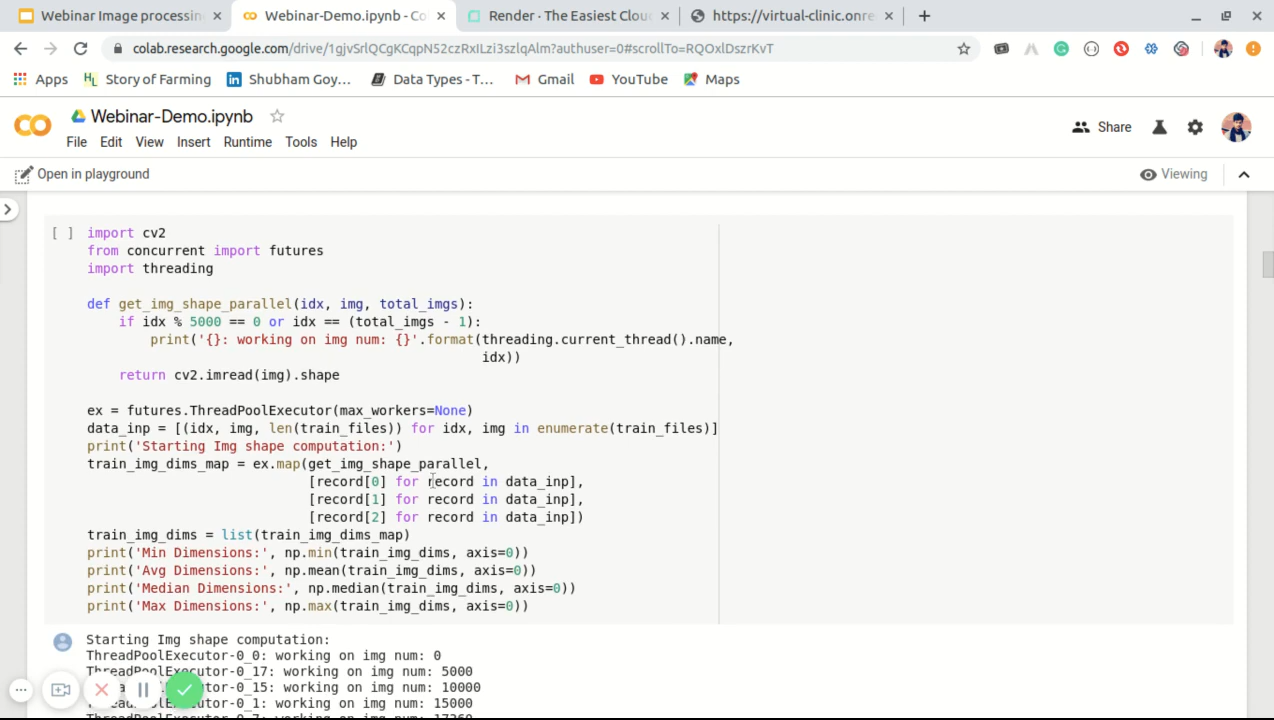 Webinar Image processin
Webinar-Demo.ipynb - Co
Render · The Easiest Clou
https://virtual-clinic.onre
colab.research.google.com/drive/1gjvSrlQCgKCqpN52czRxILzi3szlqAlm?authuser=0#scrollTo=RQOxlDszrKvT
Apps
Story of Farming
Shubham Goy...
Data Types - T...
Gmail
YouTube
Maps
Webinar-Demo.ipynb
Share
File Edit View Insert Runtime Tools Help
Open in playground
Viewing
[ ] import cv2
from concurrent import futures
import threading
def get_img_shape_parallel(idx, img, total_imgs):
    if idx % 5000 == 0 or idx == (total_imgs - 1):
        print('{}: working on img num: {}'.format(threading.current_thread().name,
                                                  idx))
    return cv2.imread(img).shape
ex = futures.ThreadPoolExecutor(max_workers=None)
data_inp = [(idx, img, len(train_files)) for idx, img in enumerate(train_files)]
print('Starting Img shape computation:')
train_img_dims_map = ex.map(get_img_shape_parallel,
                            [record[0] for record in data_inp],
                            [record[1] for record in data_inp],
                            [record[2] for record in data_inp])
train_img_dims = list(train_img_dims_map)
print('Min Dimensions:', np.min(train_img_dims, axis=0))
print('Avg Dimensions:', np.mean(train_img_dims, axis=0))
print('Median Dimensions:', np.median(train_img_dims, axis=0))
print('Max Dimensions:', np.max(train_img_dims, axis=0))
Starting Img shape computation:
ThreadPoolExecutor-0_0: working on img num: 0
ThreadPoolExecutor-0_17: working on img num: 5000
ecutor-0_15: working on img num: 10000
ecutor-0_1: working on img num: 15000